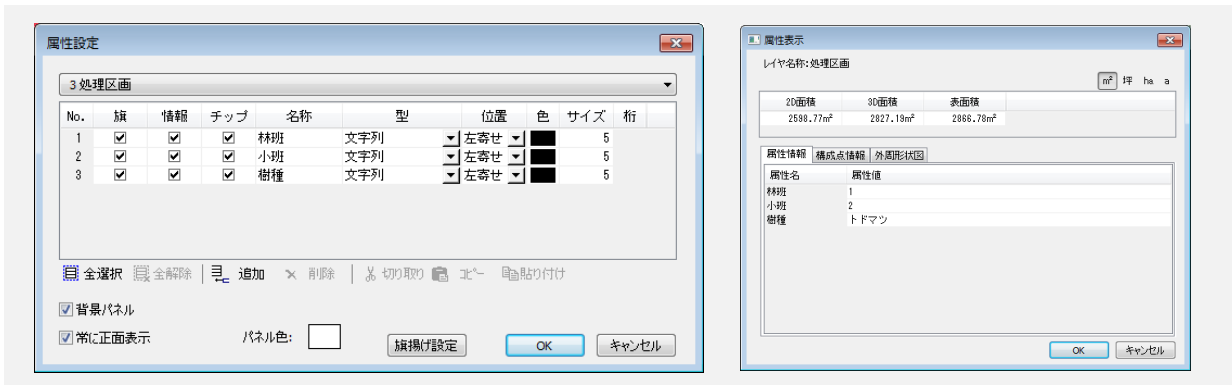 属性設定
3 処理区画
No. 旗 情報 チップ 名称 型 位置 色 サイズ 桁
1 林班 文字列 左寄せ 5
2 小班 文字列 左寄せ 5
3 樹種 文字列 左寄せ 5
全選択 全解除 追加 削除 切り取り コピー 貼り付け
背景パネル
常に正面表示 パネル色: 旗揚げ設定 OK キャンセル
属性表示
レイヤ名称:処理区画
m² 坪 ha a
2D面積 3D面積 表面積
2598.77m² 2827.19m² 2866.78m²
属性情報 構成点情報 外周形状図
属性名 属性値
林班 1
小班 2
樹種 トドマツ
OK キャンセル